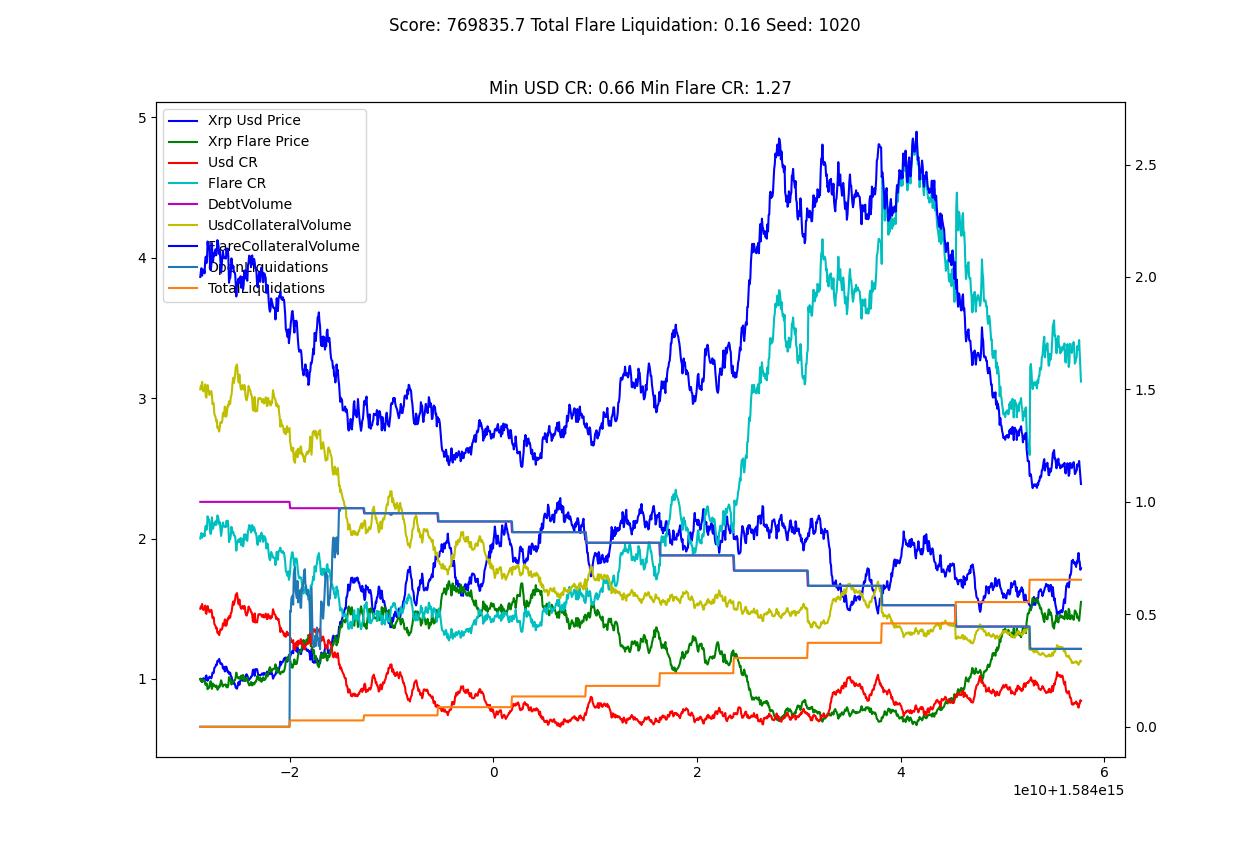 Score: 769835.7 Total Flare Liquidation: 0.16 Seed: 1020
Min USD CR: 0.66 Min Flare CR: 1.27
Xrp Usd Price
Xrp Flare Price
Usd CR
Flare CR
DebtVolume
UsdCollateralVolume
FlareCollateralVolume
OpenLiquidations
TotalLiquidations
5
4
3
2
1
2.5
2.0
1.5
1.0
0.5
0.0
−2
0
2
4
6
1e10+1.584e15